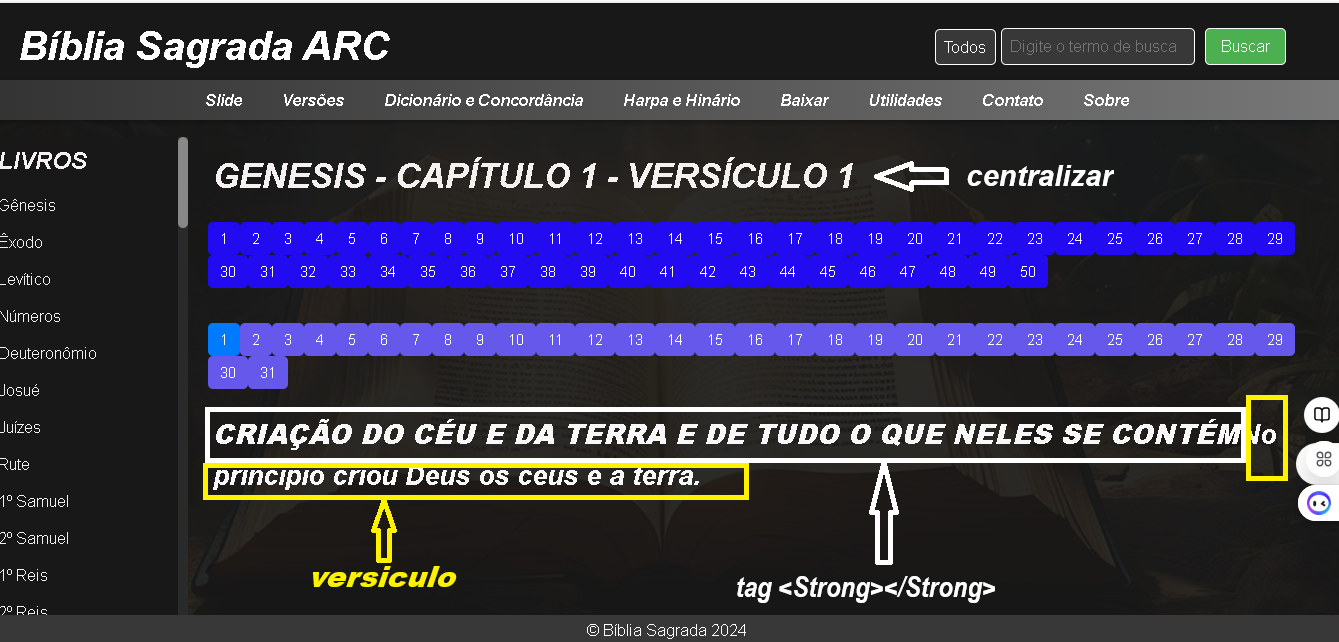 Bíblia Sagrada ARC
Todos
Digite o termo de busca
Buscar
Slide Versões Dicionário e Concordância Harpa e Hinário Baixar Utilidades Contato Sobre
LIVROS
Gênesis
Êxodo
Levítico
Números
Deuteronômio
Josué
Juízes
Rute
1º Samuel
2º Samuel
1º Reis
2º Reis
GENESIS - CAPÍTULO 1 - VERSÍCULO 1
centralizar
1 2 3 4 5 6 7 8 9 10 11 12 13 14 15 16 17 18 19 20 21 22 23 24 25 26 27 28 29
30 31 32 33 34 35 36 37 38 39 40 41 42 43 44 45 46 47 48 49 50
1 2 3 4 5 6 7 8 9 10 11 12 13 14 15 16 17 18 19 20 21 22 23 24 25 26 27 28 29
30 31
CRIAÇÃO DO CÉU E DA TERRA E DE TUDO O QUE NELES SE CONTÉMNo
princípio criou Deus os céus e a terra.
versiculo
tag <Strong></Strong>
© Bíblia Sagrada 2024